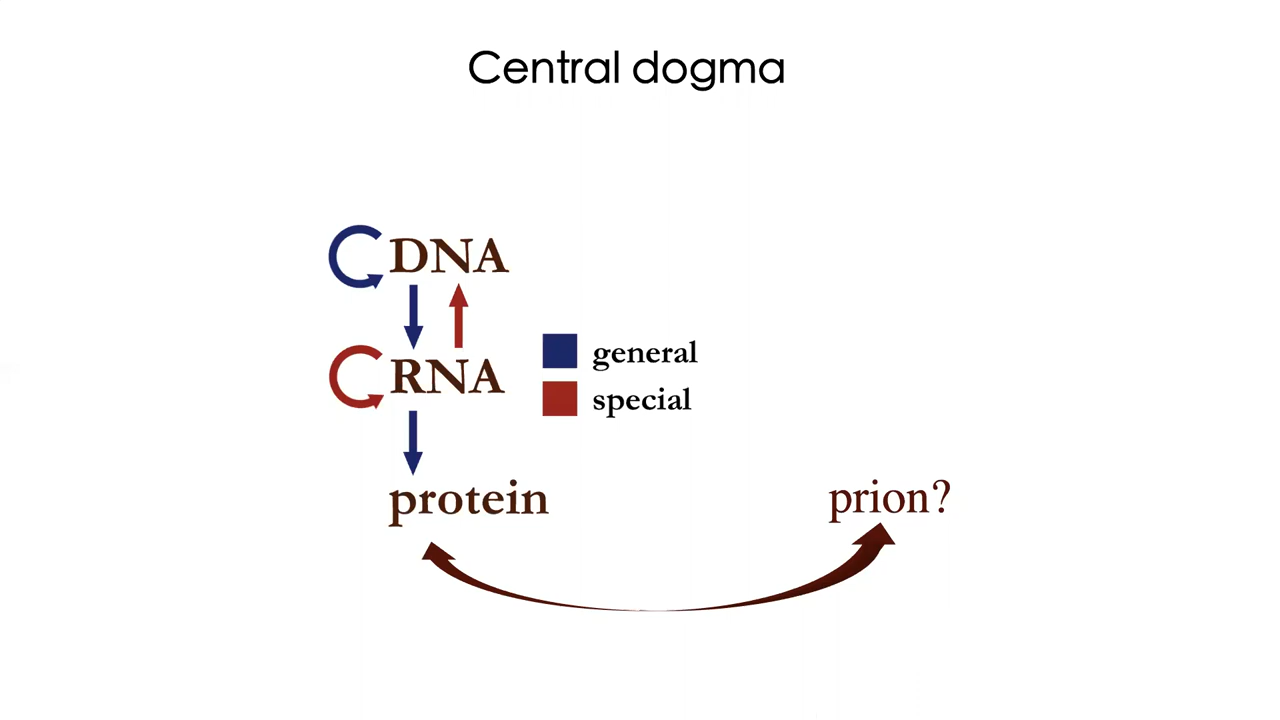 Central dogma
DNA
RNA
general
special
protein
prion?